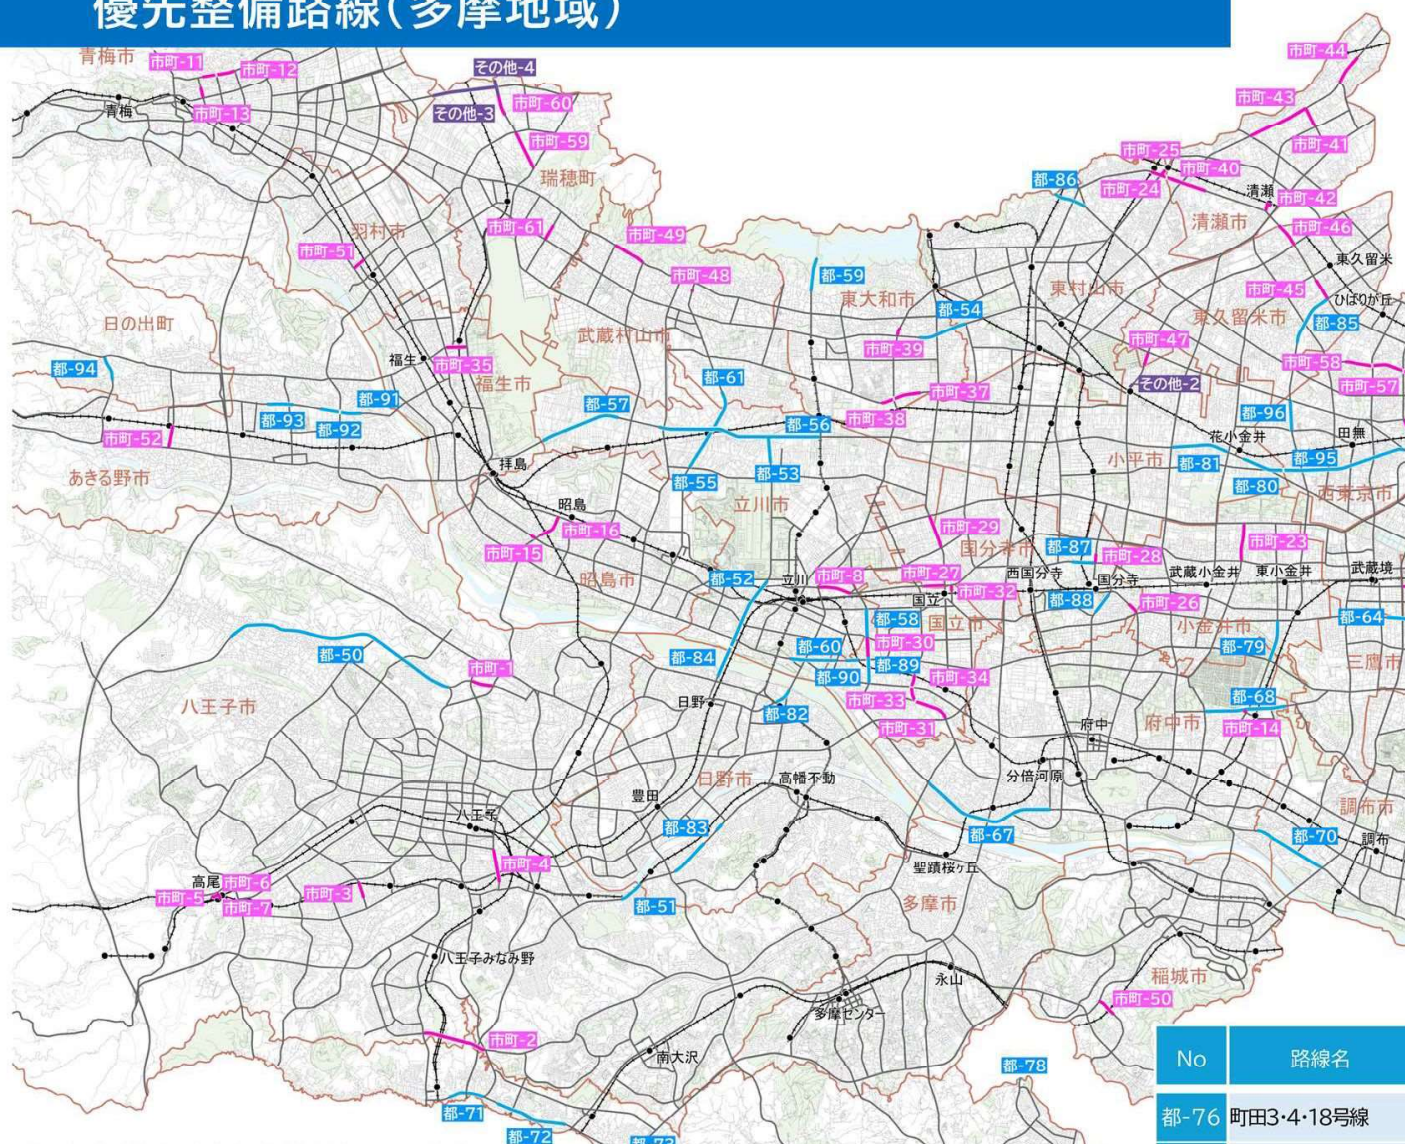 優先整備路線(多摩地域)
青梅市
市町-11
市町-12
その他-4
市町-44
青梅
市町-13
その他-3
市町-60
市町-43
市町-59
市町-25
市町-41
瑞穂町
都-86
市町-40
市町-24
清瀬
市町-42
清瀬市
羽村市
市町-61
市町-49
市町-46
市町-51
東久留米
市町-48
都-59
東村山市
市町-45
東大和市
ひばりが丘
日の出町
都-54
東久留米市
都-85
武蔵村山市
市町-47
市町-39
福生
市町-35
市町-58
都-94
福生市
都-61
その他-2
市町-57
都-91
都-57
市町-37
都-93
都-92
都-56
市町-38
都-96
市町-52
花小金井
田無
拝島
小平市
都-81
都-95
あきる野市
都-55
都-53
都-80
西東京市
昭島
立川市
市町-16
市町-29
市町-15
国分寺市
都-87
市町-28
市町-23
昭島市
都-52
立川
市町-8
市町-27
西国分寺
国分寺
武蔵小金井
東小金井
武蔵境
国立
市町-32
都-88
市町-26
都-58
国立市
小金井市
都-64
都-50
都-84
都-60
市町-30
都-79
三鷹市
市町-1
都-90
都-89
市町-34
八王子市
日野
市町-33
都-68
都-82
市町-31
府中
府中市
市町-14
日野市
高幡不動
分倍河原
豊田
調布市
八王子
都-83
都-67
都-70
調布
市町-4
聖蹟桜ヶ丘
高尾
市町-6
市町-5
市町-3
市町-7
都-51
多摩市
八王子みなみ野
永山
稲城市
市町-50
多摩センター
市町-2
南大沢
都-78
No 路線名
都-71
都-76 町田3・4・18号線
都-72
都-73